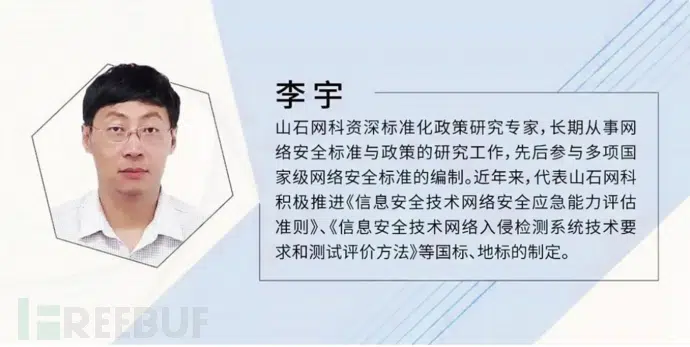 李宇
山石网科资深标准化政策研究专家，长期从事网
络安全标准与政策的研究工作，先后参与多项国
家级网络安全标准的编制。近年来，代表山石网科
积极推进《信息安全技术网络安全应急能力评估
准则》、《信息安全技术网络入侵检测系统技术要
求和测试评价方法》等国标、地标的制定。
FREEBUF